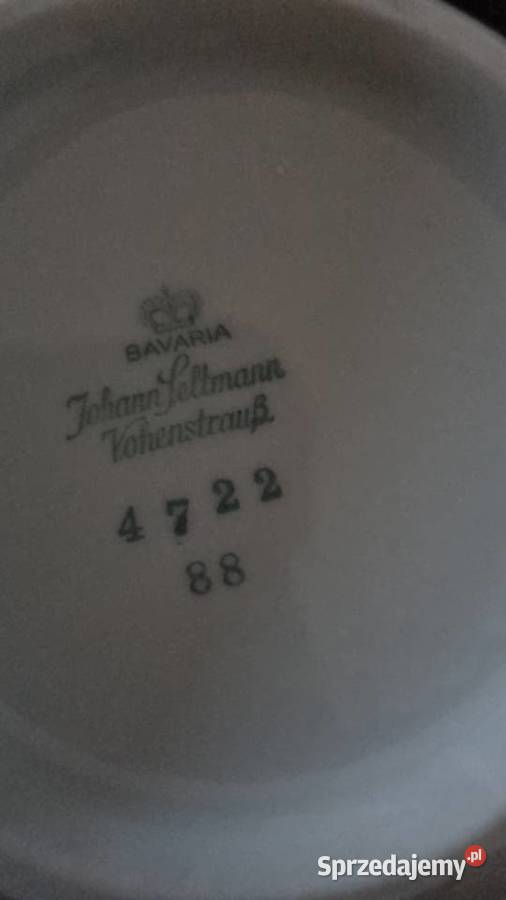 BAVARIA
Johann Seltmann
Vohenstrauß
4722
88
Sprzedajemy.pl